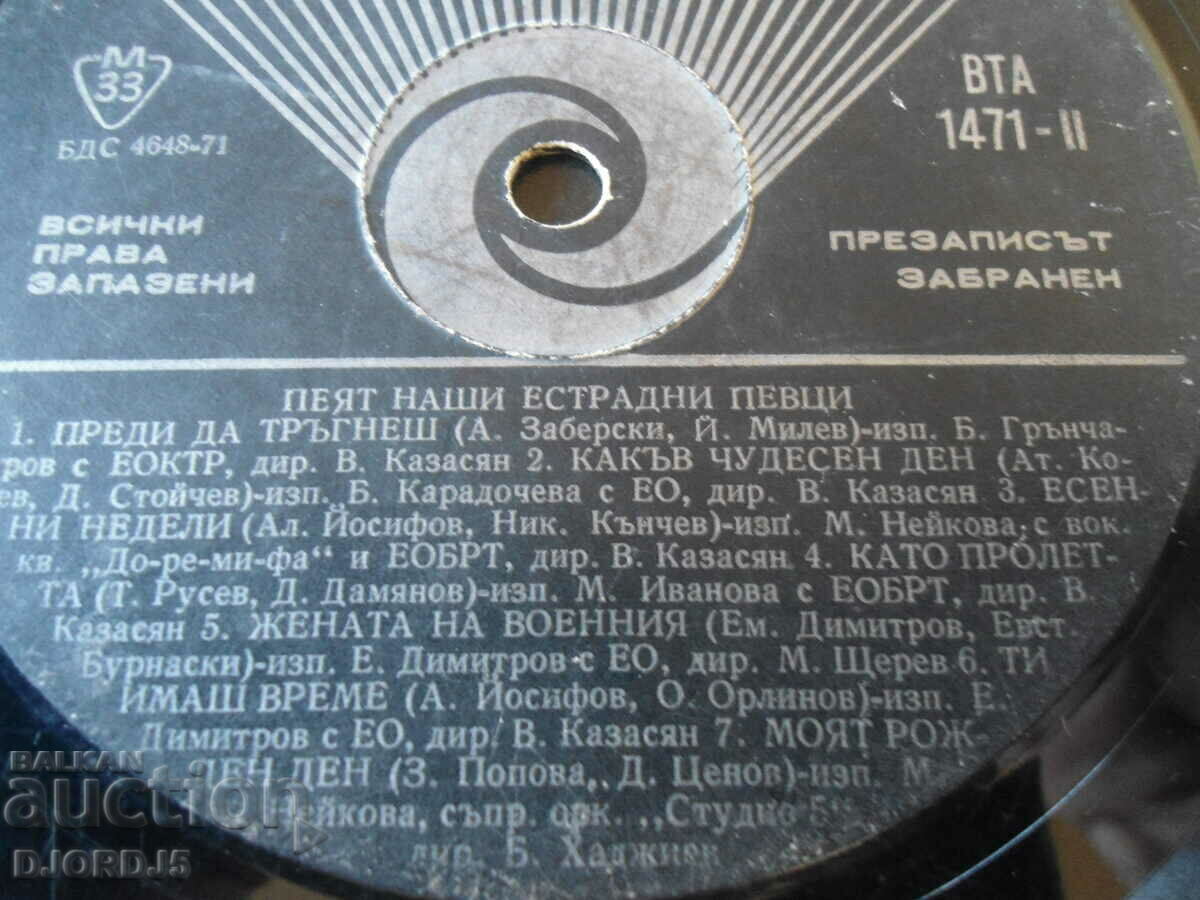 М
33
БДС 4648-71
ВТА
1471-II
ВСИЧКИ
ПРАВА
ЗАПАЗЕНИ
ПРЕЗАПИСЪТ
ЗАБРАНЕН
ПЕЯТ НАШИ ЕСТРАДНИ ПЕВЦИ
1. ПРЕДИ ДА ТРЪГНЕШ (А. Заберски, Й. Милев)-изп. Б. Грънча-
ров с ЕОКТР, дир. В. Казасян 2. КАКЪВ ЧУДЕСЕН ДЕН (Ат. Ко-
ев, Д. Стойчев)-изп. Б. Карадочева с ЕО, дир. В. Казасян 3. ЕСЕН-
НИ НЕДЕЛИ (Ал. Йосифов, Ник. Кънчев)-изп. М. Нейкова с вок.
кв. „До-ре-ми-фа“ и ЕОБРТ, дир. В. Казасян 4. КАТО ПРОЛЕТ-
ТА (Т. Русев, Д. Дамянов)-изп. М. Иванова с ЕОБРТ, дир. В.
Казасян 5. ЖЕНАТА НА ВОЕННИЯ (Ем. Димитров, Евст.
Бурнаски)-изп. Е. Димитров с ЕО, дир. М. Щерев 6. ТИ
ИМАШ ВРЕМЕ (А. Йосифов, О. Орлинов)-изп. Е.
Димитров с ЕО, дир. В. Казасян 7. МОЯТ РОЖ-
ДЕН ДЕН (З. Попова, Д. Ценов)-изп. М.
Нейкова, съпр. орк. „Студио 5“
дир. Б. Хаджиев
BALKAN
auction
DJORDJ5